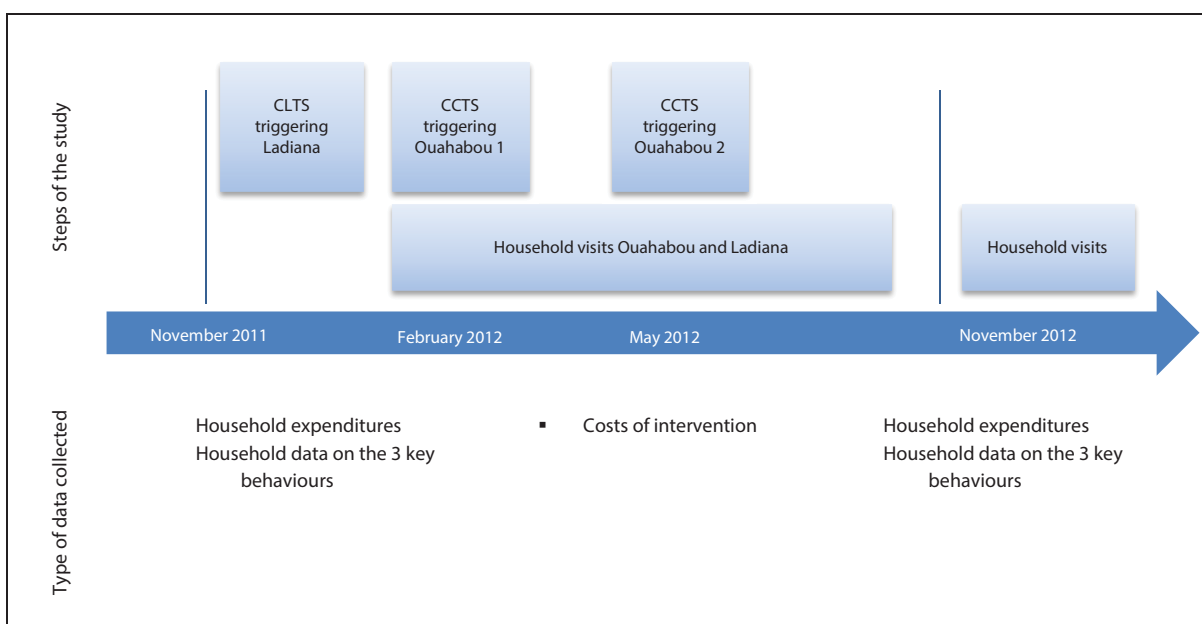 Steps of the study
CLTS
triggering
Ladiana
CCTS
triggering
Ouahabou 1
CCTS
triggering
Ouahabou 2
Household visits Ouahabou and Ladiana
Household visits
November 2011
February 2012
May 2012
November 2012
Type of data collected
Household expenditures
Household data on the 3 key
behaviours
▪ Costs of intervention
Household expenditures
Household data on the 3 key
behaviours